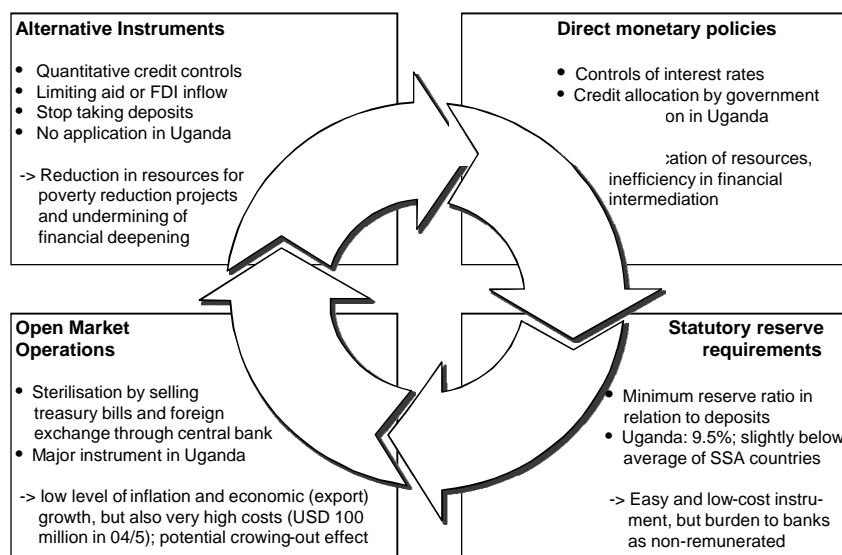 Alternative Instruments
• Quantitative credit controls
• Limiting aid or FDI inflow
• Stop taking deposits
• No application in Uganda
-> Reduction in resources for
poverty reduction projects
and undermining of
financial deepening
Direct monetary policies
• Controls of interest rates
• Credit allocation by government
on in Uganda
cation of resources,
inefficiency in financial
intermediation
Open Market
Operations
• Sterilisation by selling
treasury bills and foreign
exchange through central bank
• Major instrument in Uganda
-> low level of inflation and economic (export)
growth, but also very high costs (USD 100
million in 04/5); potential crowing-out effect
Statutory reserve
requirements
• Minimum reserve ratio in
relation to deposits
• Uganda: 9.5%; slightly below
average of SSA countries
-> Easy and low-cost instru-
ment, but burden to banks
as non-remunerated